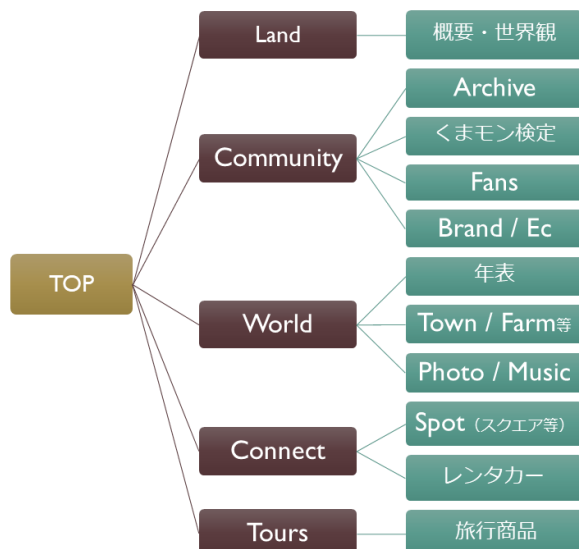 TOP
Land
概要・世界観
Community
Archive
くまモン検定
Fans
Brand / Ec
World
年表
Town / Farm等
Photo / Music
Connect
Spot（スクエア等）
レンタカー
Tours
旅行商品